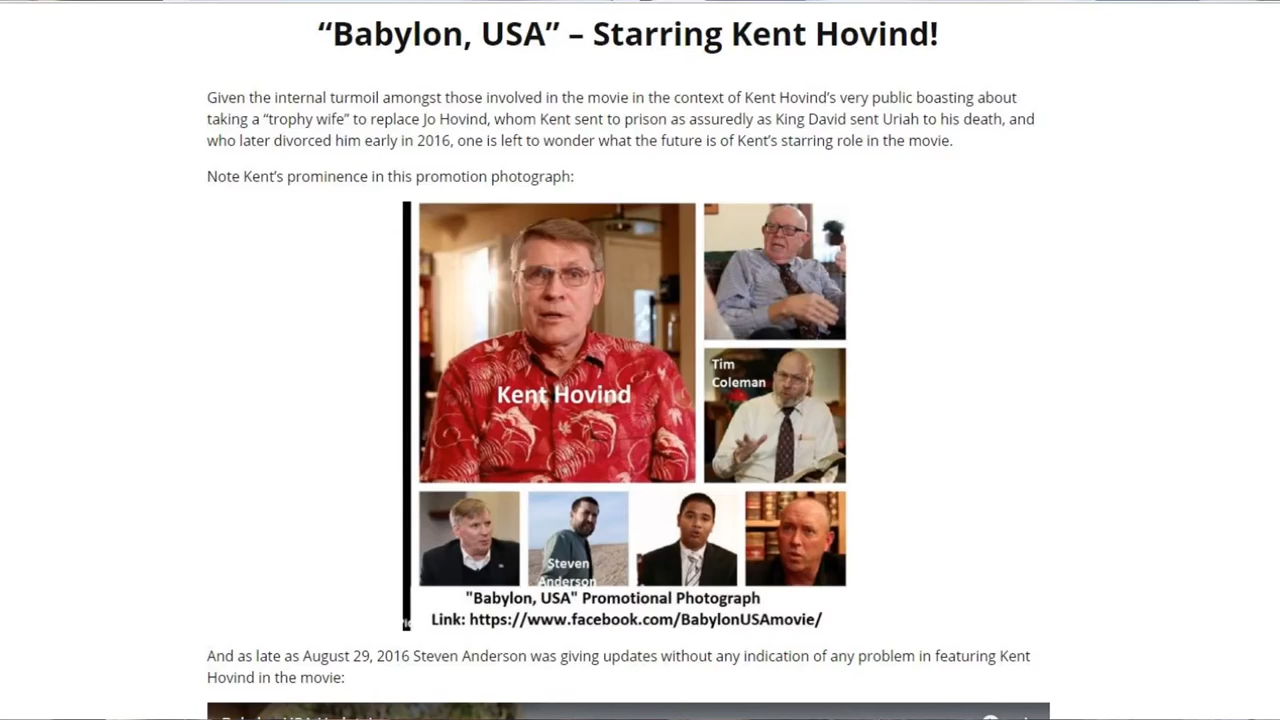 “Babylon, USA” – Starring Kent Hovind!
Given the internal turmoil amongst those involved in the movie in the context of Kent Hovind’s very public boasting about
taking a “trophy wife” to replace Jo Hovind, whom Kent sent to prison as assuredly as King David sent Uriah to his death, and
who later divorced him early in 2016, one is left to wonder what the future is of Kent’s starring role in the movie.
Note Kent’s prominence in this promotion photograph:
Kent Hovind
Tim
Coleman
Steven
Anderson
"Babylon, USA" Promotional Photograph
Link: https://www.facebook.com/BabylonUSAmovie/
And as late as August 29, 2016 Steven Anderson was giving updates without any indication of any problem in featuring Kent
Hovind in the movie: